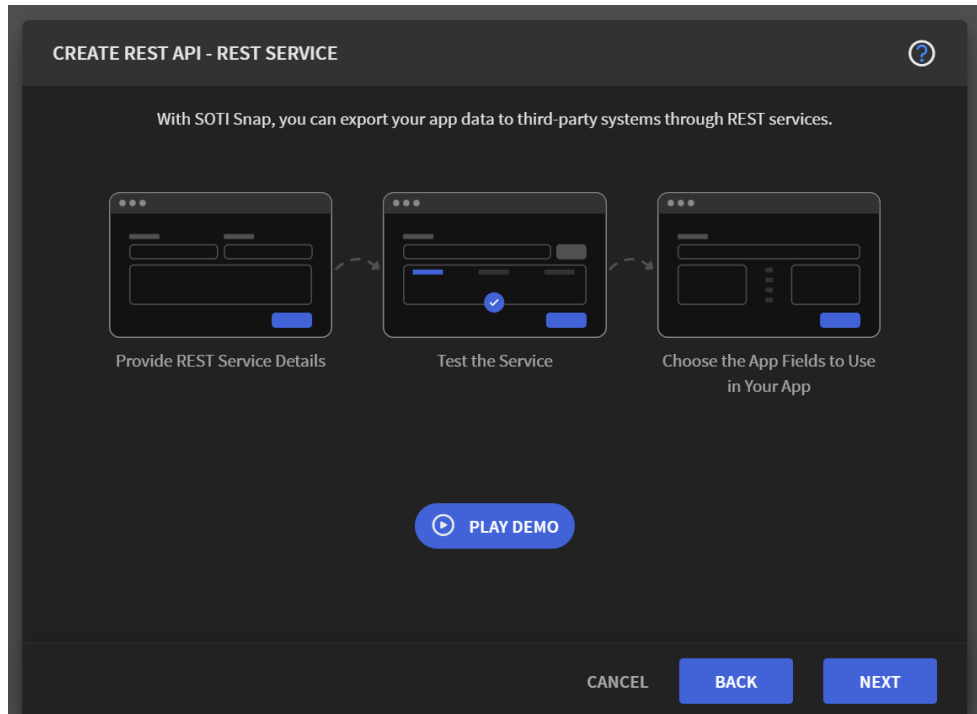 CREATE REST API - REST SERVICE
With SOTI Snap, you can export your app data to third-party systems through REST services.
Provide REST Service Details
Test the Service
Choose the App Fields to Use
in Your App
PLAY DEMO
CANCEL
BACK
NEXT